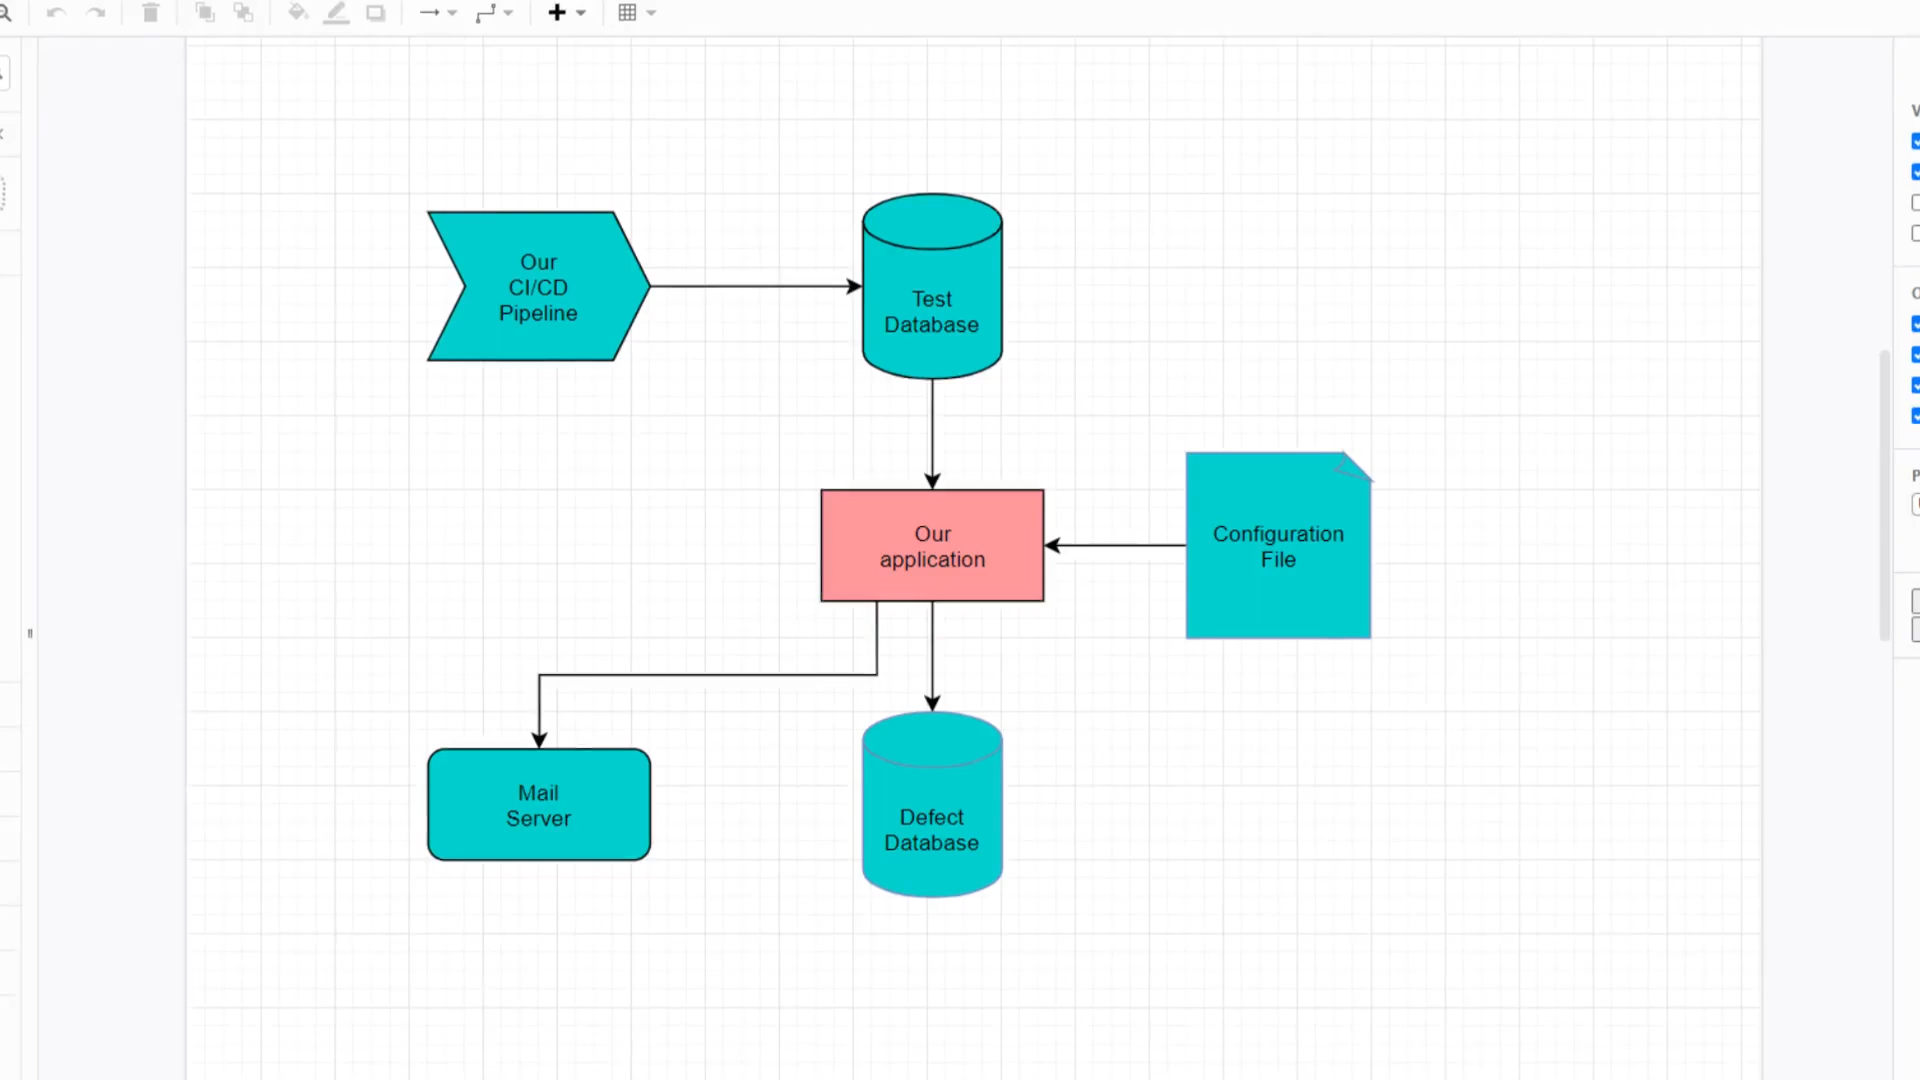 Our
CI/CD
Pipeline
Test
Database
Our
application
Configuration
File
Mail
Server
Defect
Database